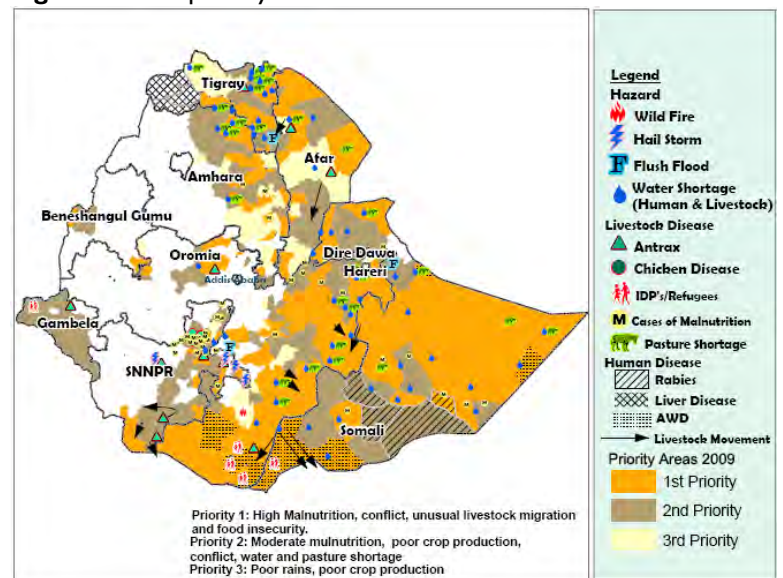 Tigray
Afar
Amhara
Beneshangul Gumu
Dire Dawa
Hareri
Oromia
Addis Ababa
Gambela
SNNPR
Somali
F
F
F
M
Priority 1: High Malnutrition, conflict, unusual livestock migration
and food insecurity.
Priority 2: Moderate mulnutrition, poor crop production,
conflict, water and pasture shortage
Priority 3: Poor rains, poor crop production
Legend
Hazard
Wild Fire
Hail Storm
F Flush Flood
Water Shortage
(Human & Livestock)
Livestock Disease
Antrax
Chicken Disease
IDP's/Refugees
M Cases of Malnutrition
Pasture Shortage
Human Disease
Rabies
Liver Disease
AWD
Livestock Movement
Priority Areas 2009
1st Priority
2nd Priority
3rd Priority